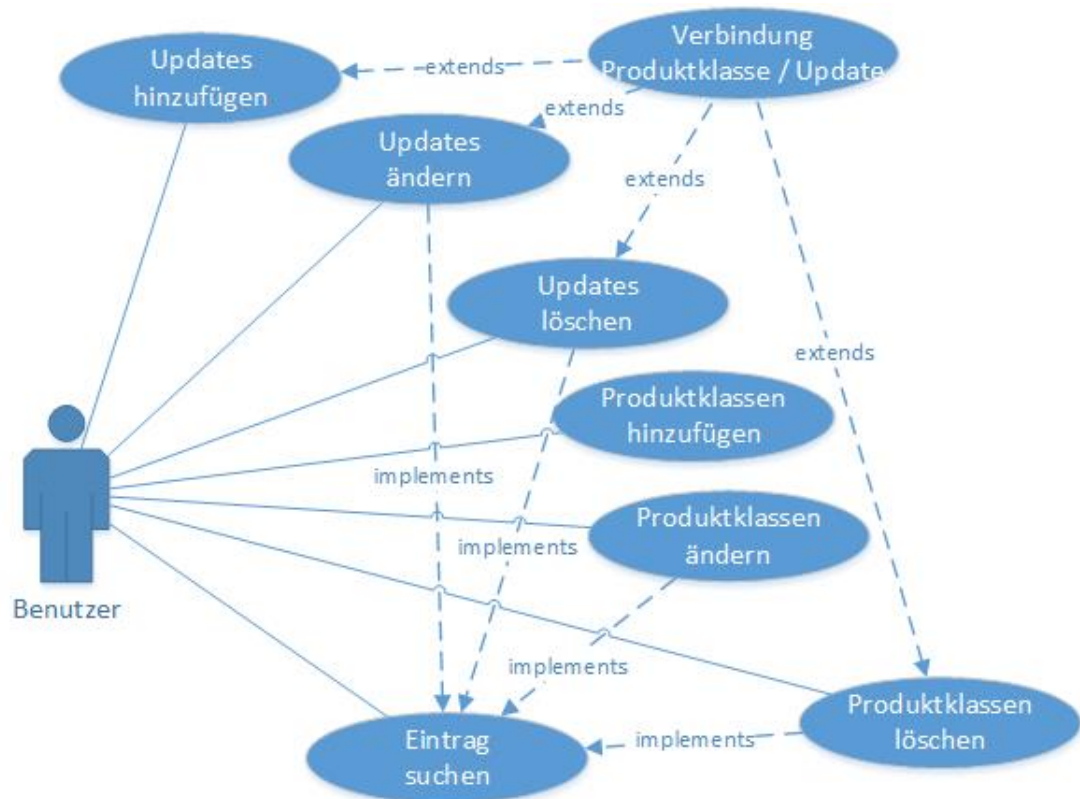 Updates
hinzufügen
extends
Verbindung
Produktklasse / Update
extends
Updates
ändern
extends
Updates
löschen
extends
Produktklassen
hinzufügen
implements
Produktklassen
ändern
implements
Benutzer
implements
Produktklassen
löschen
implements
Eintrag
suchen